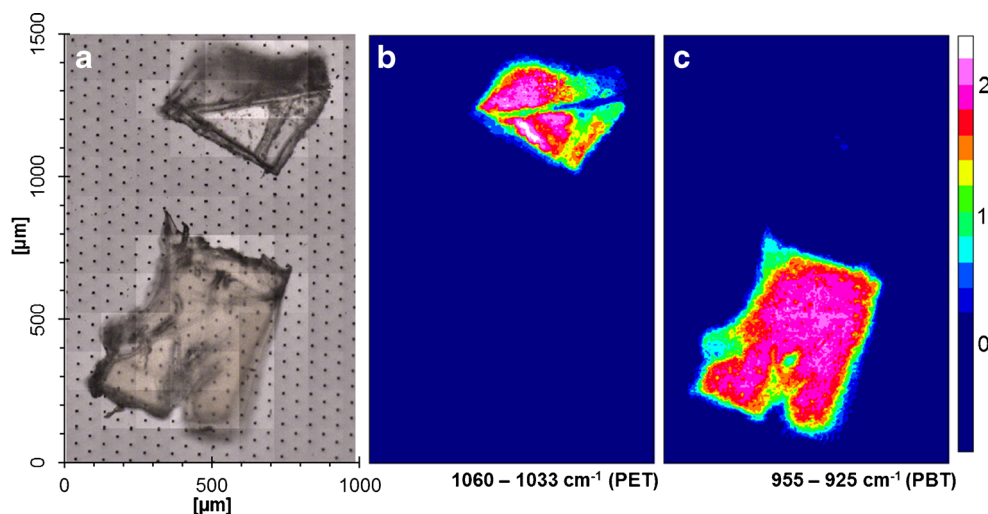 a
b
c
1500
1000
500
0
[µm]
0
500
1000
[µm]
1060 – 1033 cm⁻¹ (PET)
955 – 925 cm⁻¹ (PBT)
2
1
0